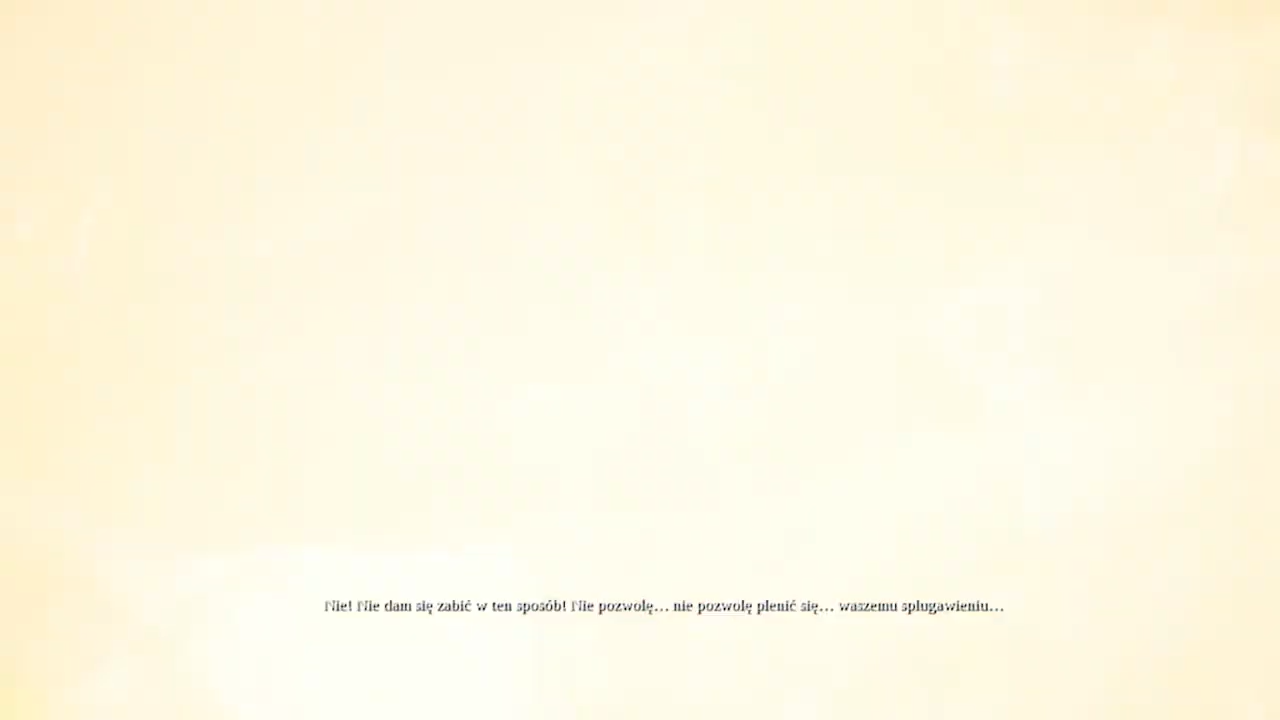 Nie! Nie dam się zabić w ten sposób! Nie pozwolę… nie pozwolę plenić się… waszemu splugawieniu…